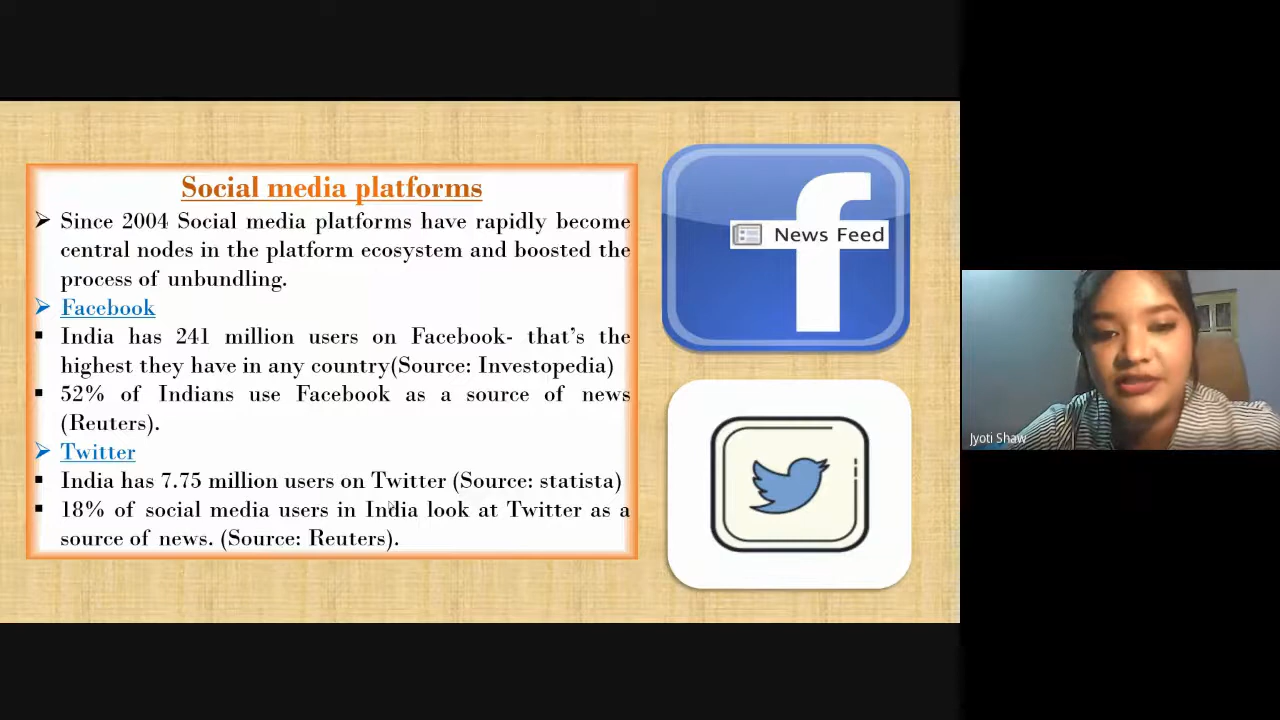 Social media platforms
Since 2004 Social media platforms have rapidly become
central nodes in the platform ecosystem and boosted the
process of unbundling.
Facebook
India has 241 million users on Facebook- that's the
highest they have in any country(Source: Investopedia)
52% of Indians use Facebook as a source of news
(Reuters).
Twitter
India has 7.75 million users on Twitter (Source: statista)
18% of social media users in India look at Twitter as a
source of news. (Source: Reuters).
f
News Feed
Jyoti Shaw